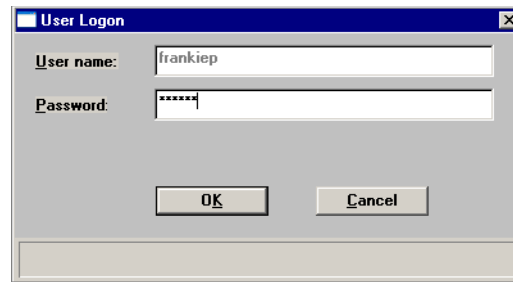 User Logon
User name:
frankiep
Password:
******
OK
Cancel